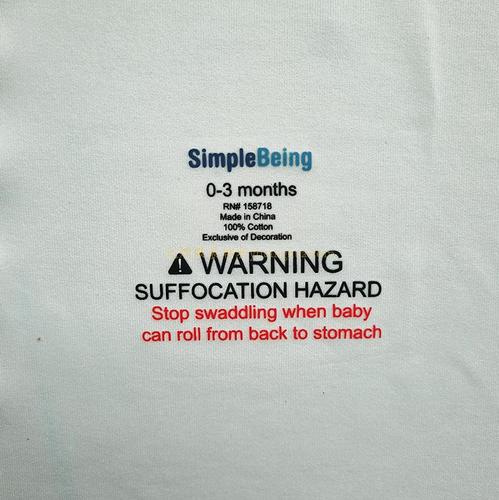 SimpleBeing
0-3 months
RN# 158718
Made in China
100% Cotton
Exclusive of Decoration
WARNING
SUFFOCATION HAZARD
Stop swaddling when baby
can roll from back to stomach